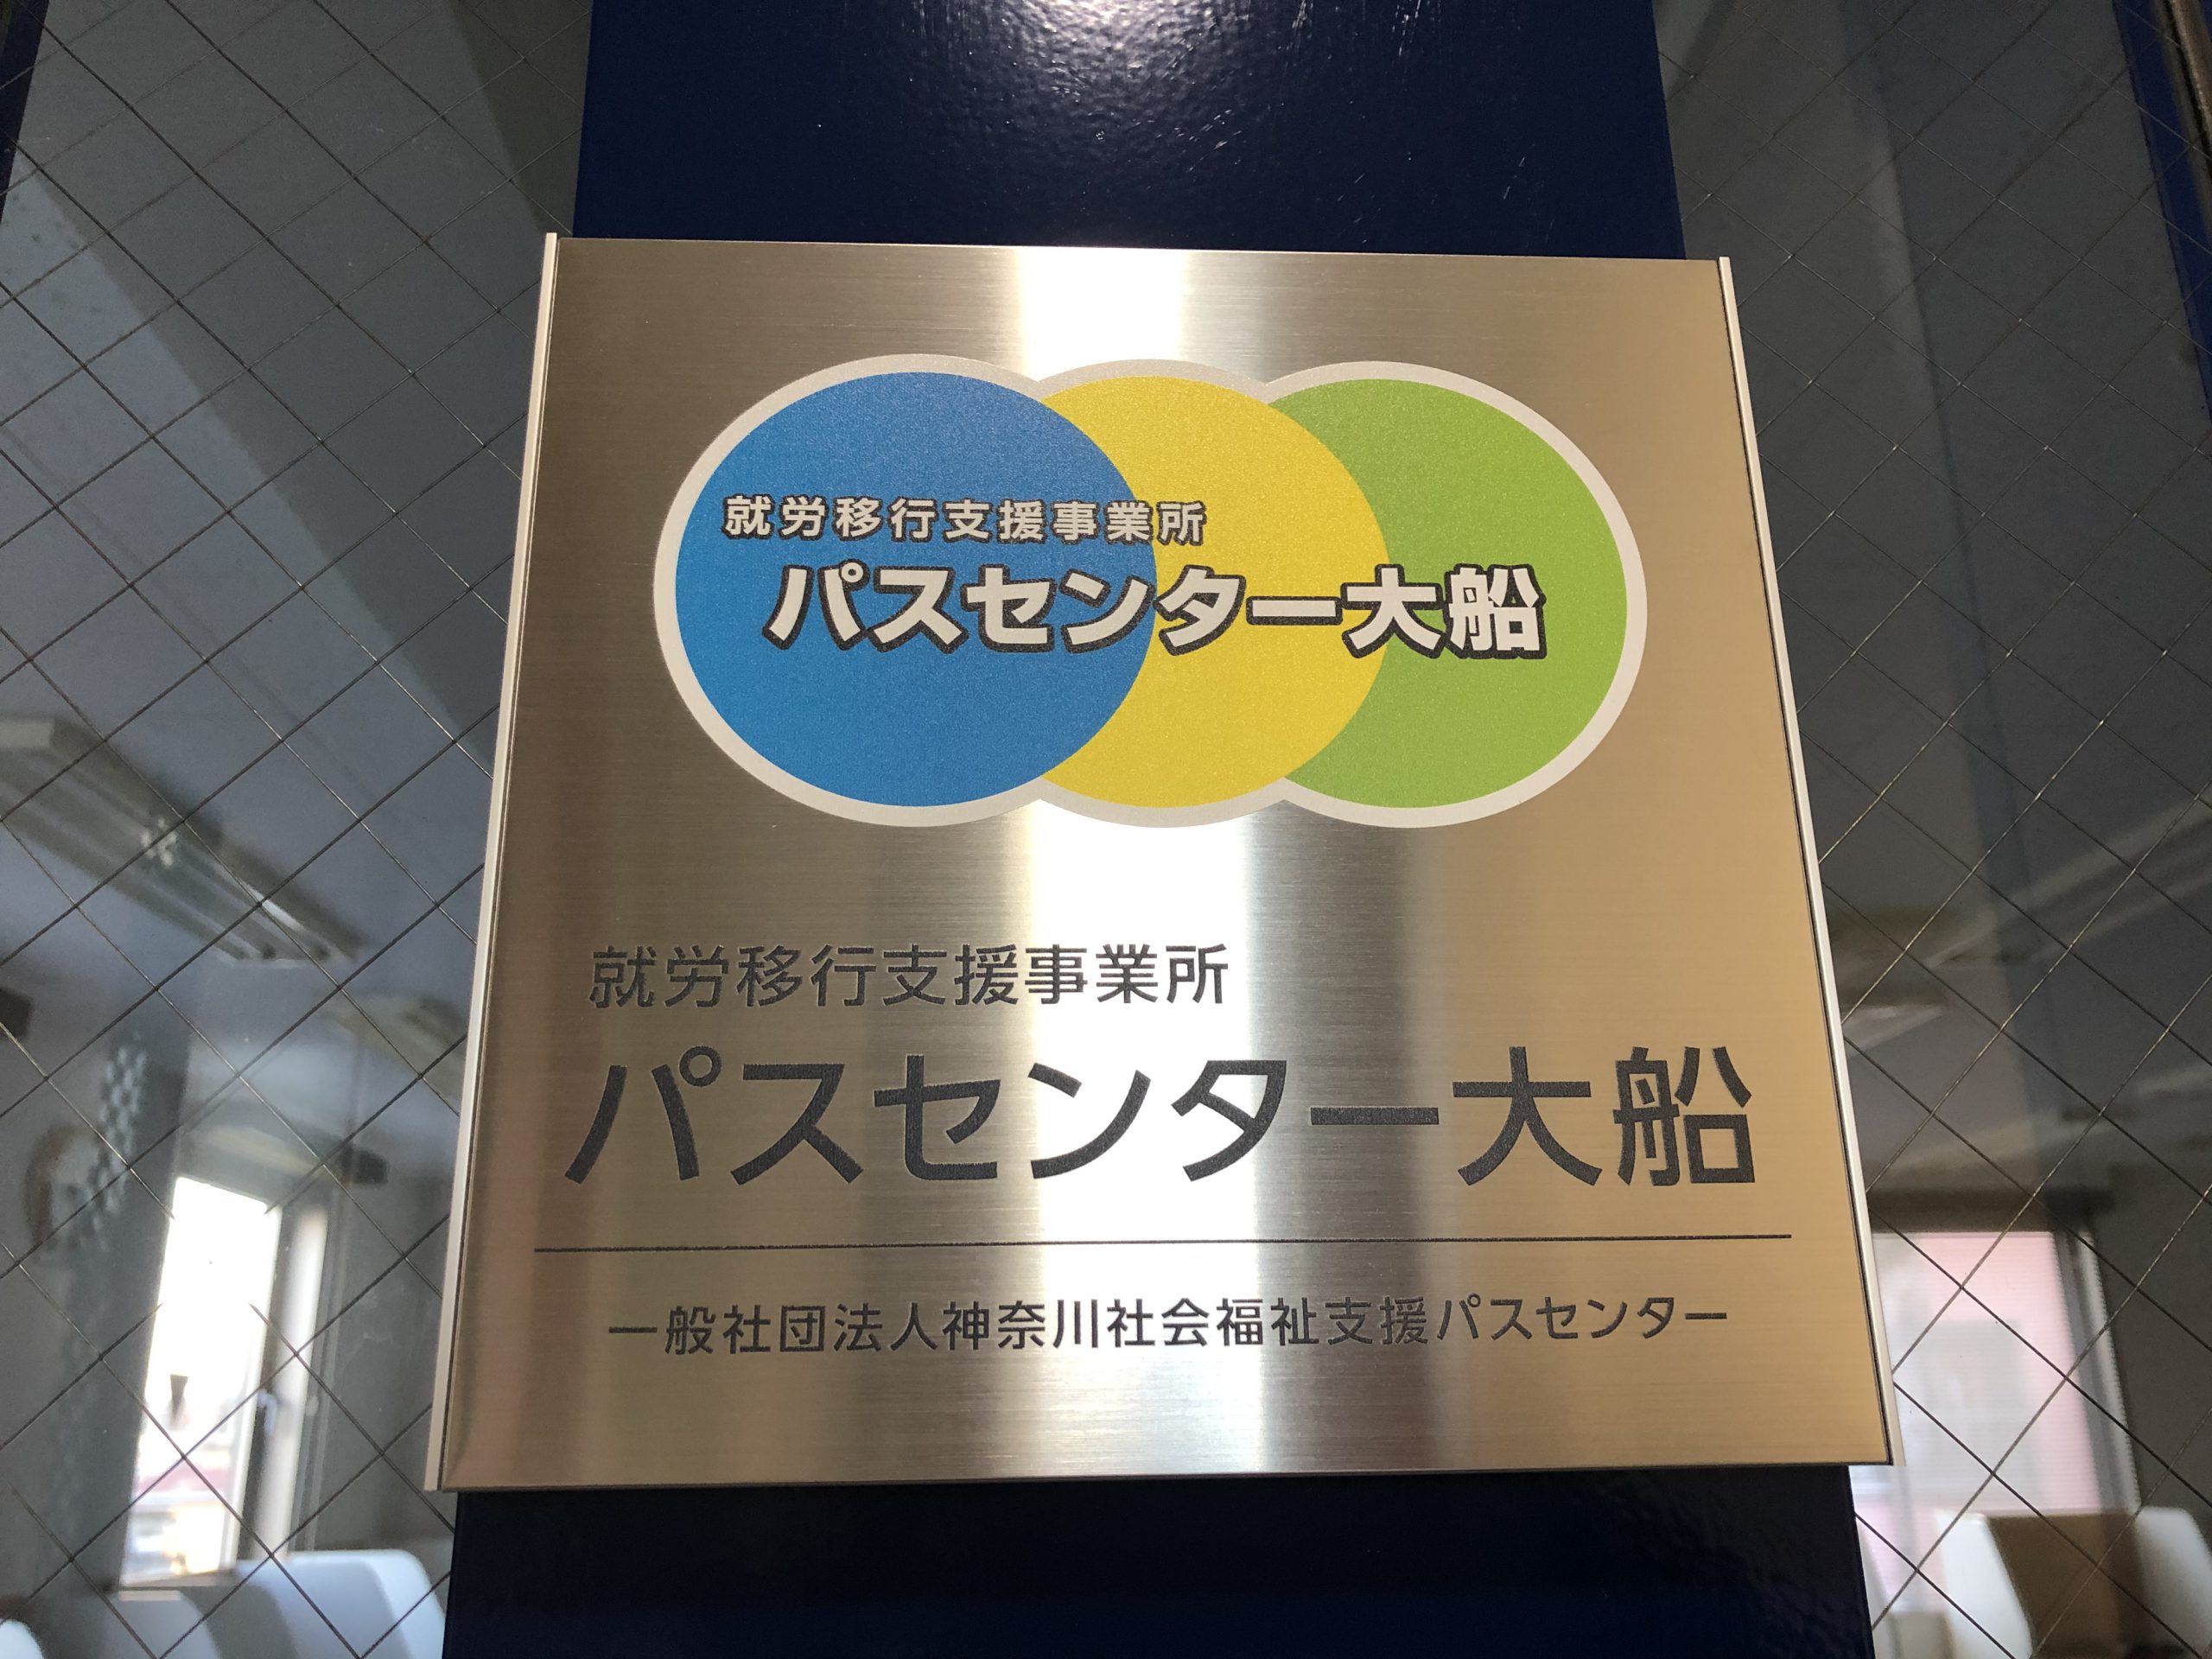 就労移行支援事業所
パスセンター大船
就労移行支援事業所
パスセンター大船
一般社団法人神奈川社会福祉支援パスセンター